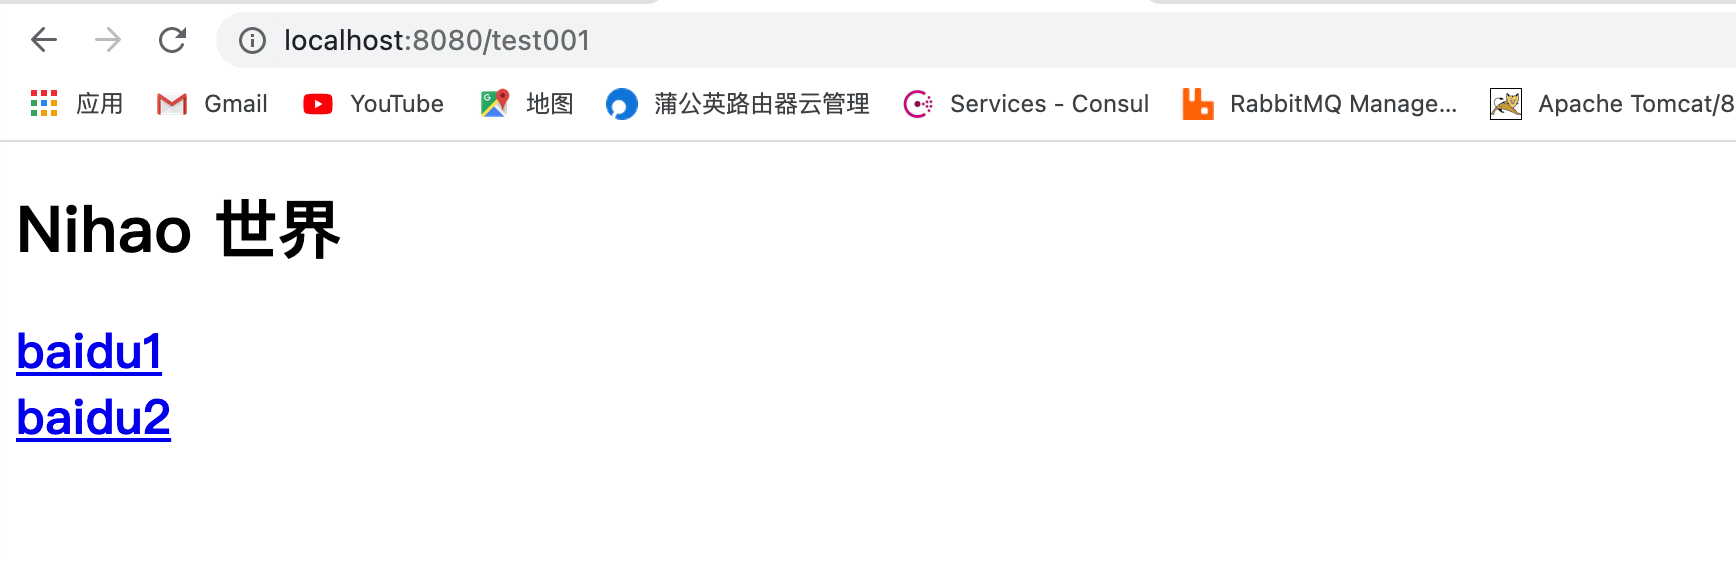 localhost:8080/test001
应用 Gmail YouTube 地图 蒲公英路由器云管理 Services - Consul RabbitMQ Manage... Apache Tomcat/8
Nihao 世界
baidu1
baidu2